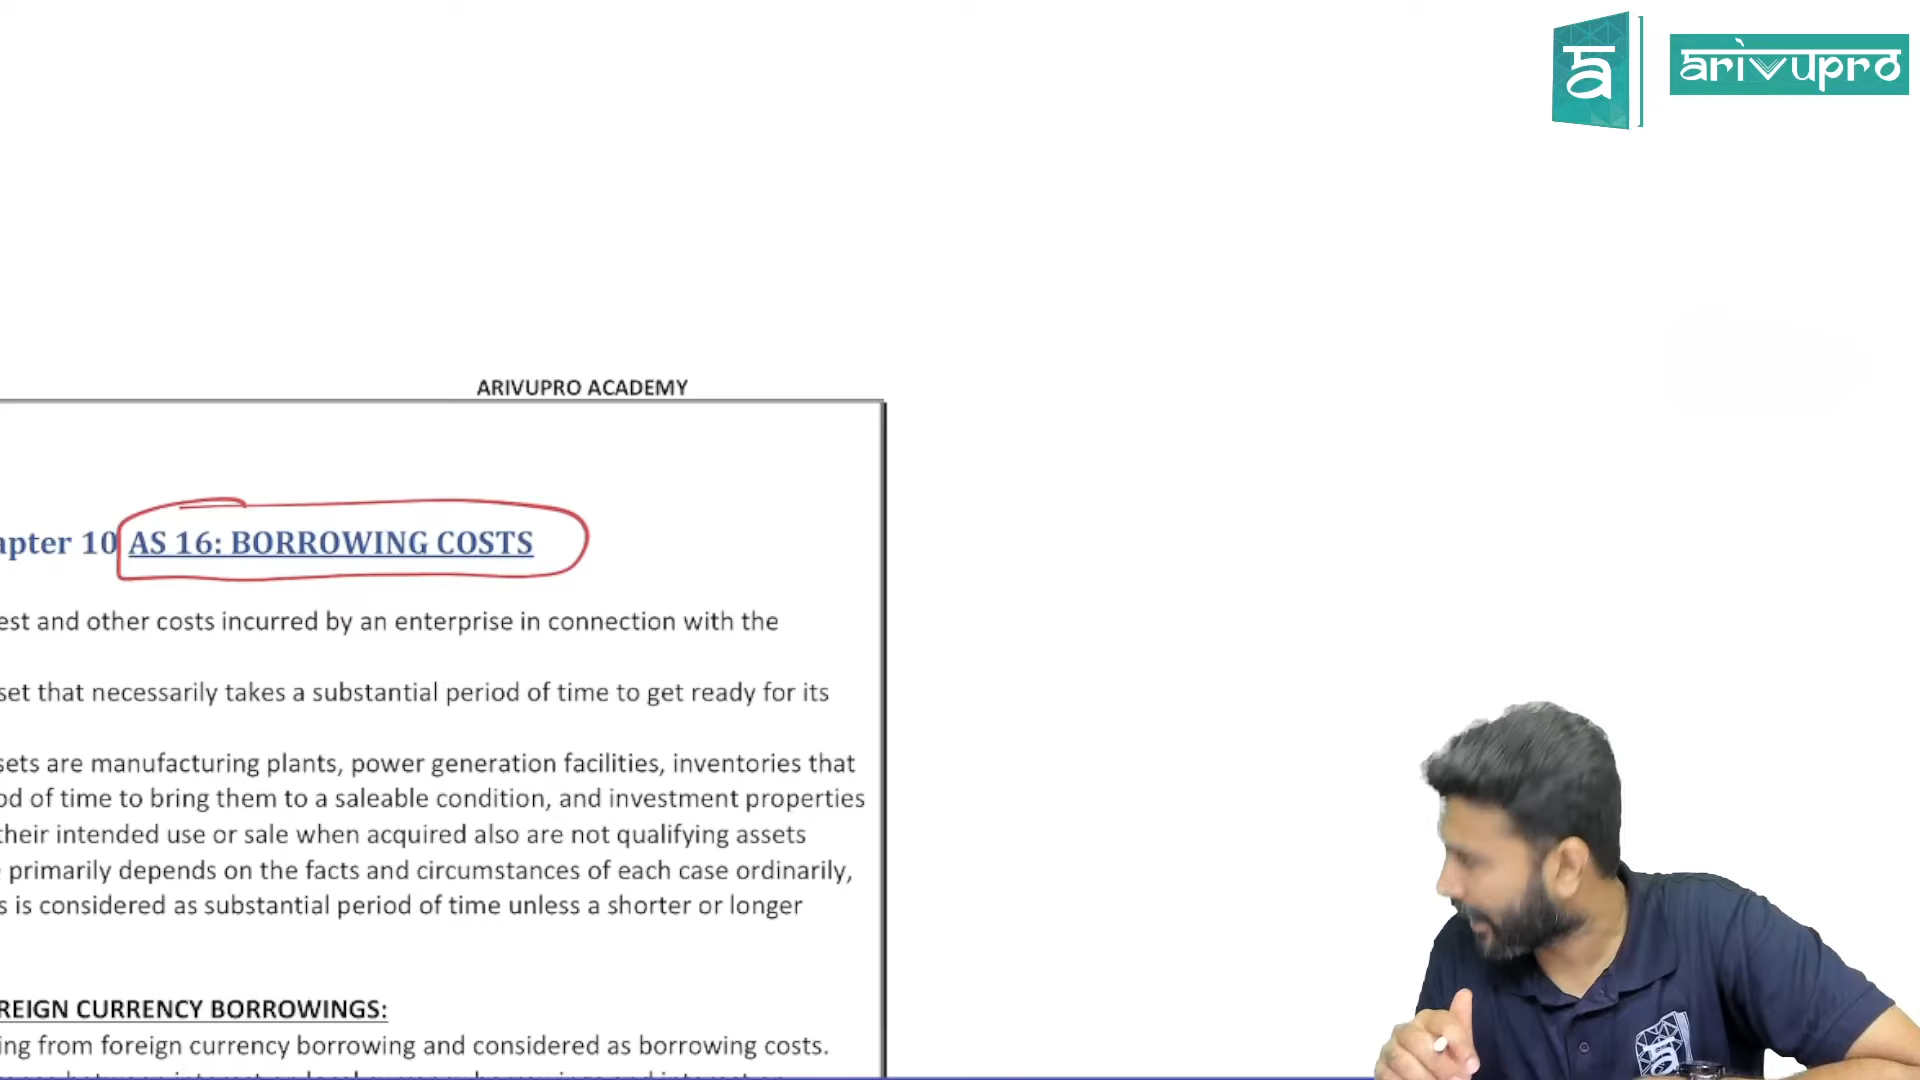 a
arivupro
ARIVUPRO ACADEMY
apter 10 AS 16: BORROWING COSTS
est and other costs incurred by an enterprise in connection with the
set that necessarily takes a substantial period of time to get ready for its
sets are manufacturing plants, power generation facilities, inventories that
od of time to bring them to a saleable condition, and investment properties
their intended use or sale when acquired also are not qualifying assets
e primarily depends on the facts and circumstances of each case ordinarily,
s is considered as substantial period of time unless a shorter or longer
REIGN CURRENCY BORROWINGS:
ing from foreign currency borrowing and considered as borrowing costs.